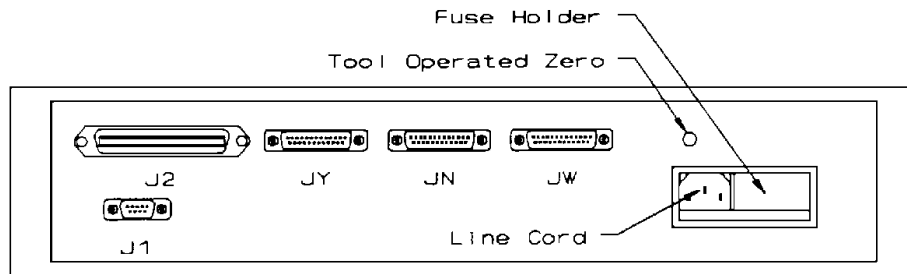 Fuse Holder
Tool Operated Zero
J2
JY
JN
JW
J1
Line Cord